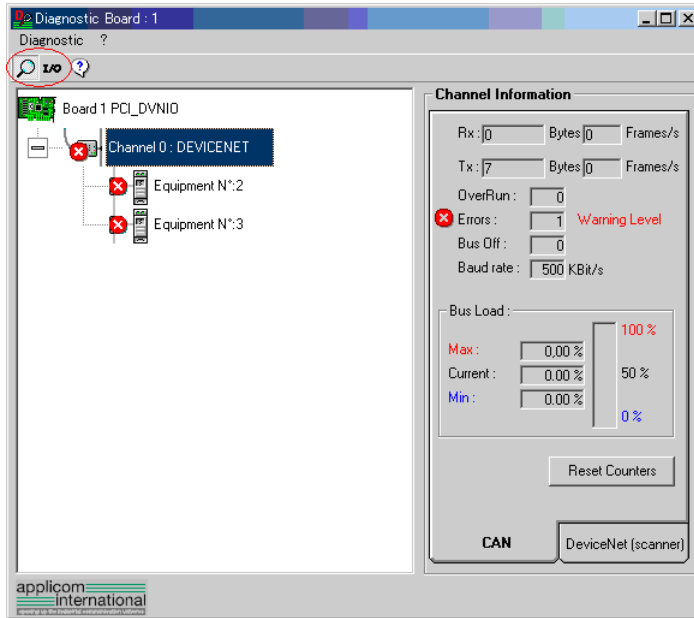 Diagnostic Board : 1
Diagnostic ?
I/O
Board 1 PCI_DVNIO
Channel 0 : DEVICENET
Equipment N°:2
Equipment N°:3
Channel Information
Rx : 0 Bytes 0 Frames/s
Tx : 7 Bytes 0 Frames/s
OverRun : 0
Errors : 1 Warning Level
Bus Off : 0
Baud rate : 500 KBit/s
Bus Load :
100 %
Max : 0,00 %
Current : 0.00 % 50 %
Min : 0.00 %
0 %
Reset Counters
CAN DeviceNet (scanner)
applicom
international